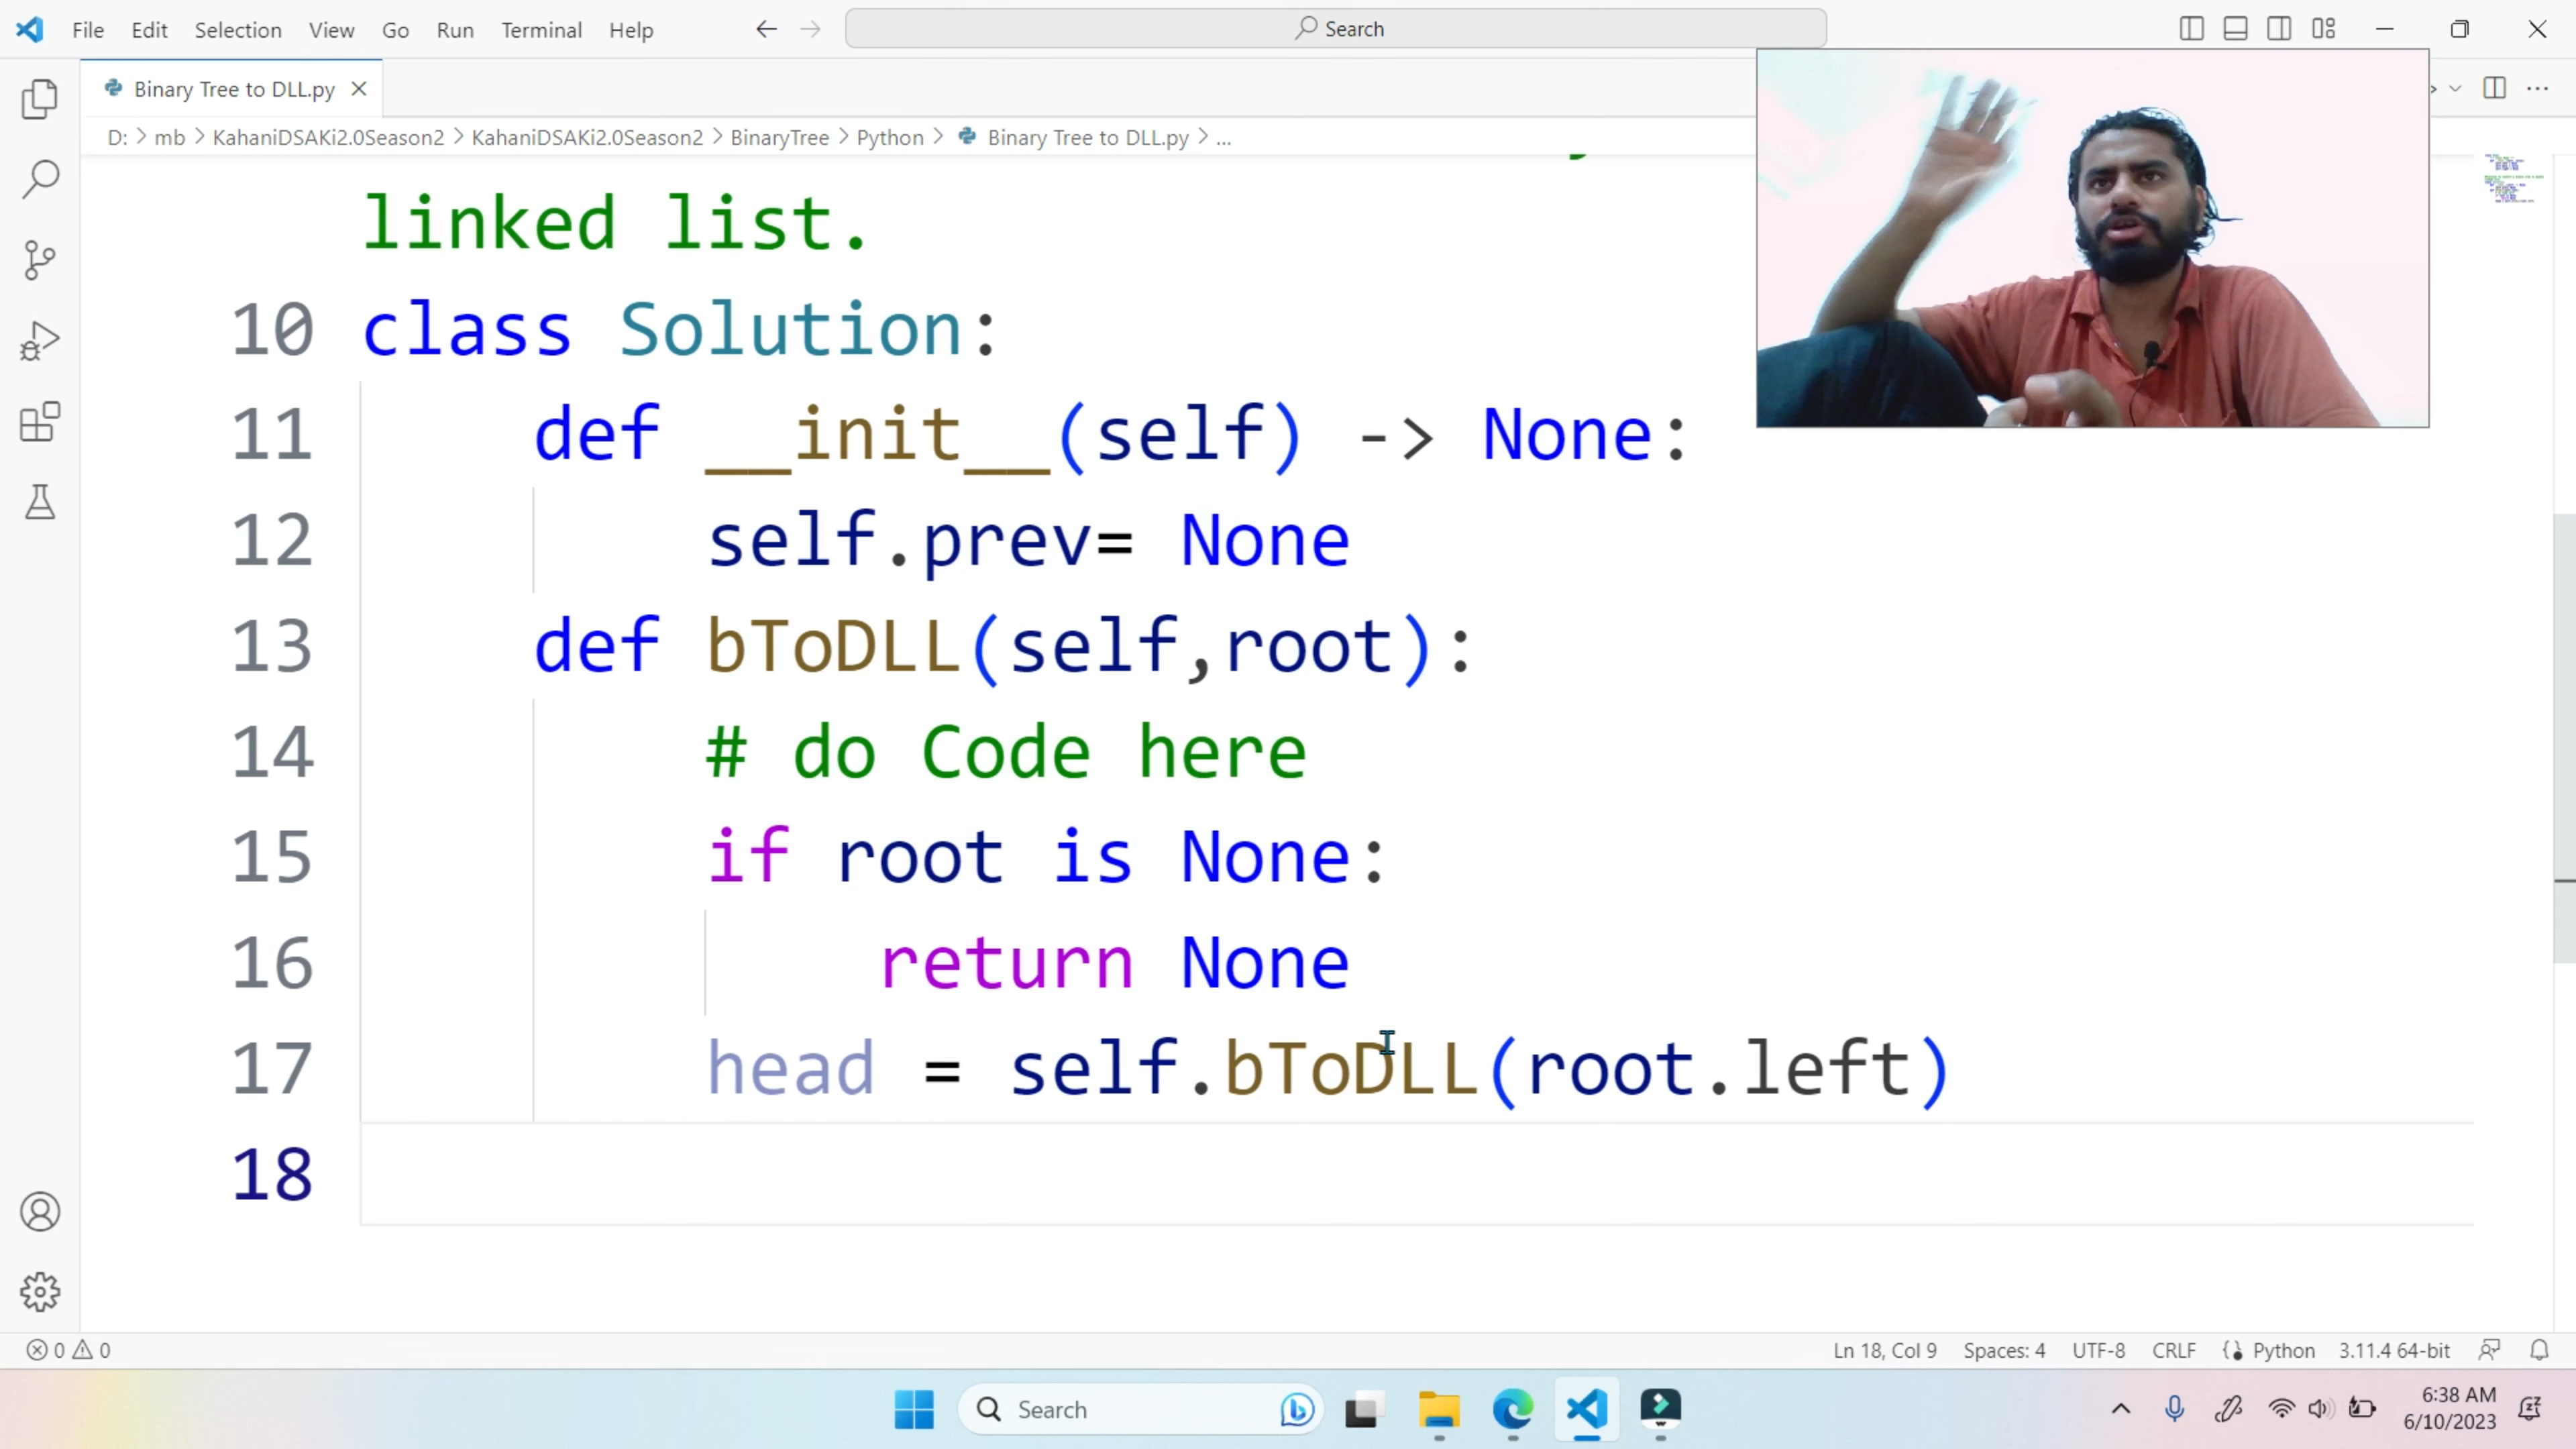 File Edit Selection View Go Run Terminal Help
Search
Binary Tree to DLL.py
D: > mb > KahaniDSAKi2.0Season2 > KahaniDSAKi2.0Season2 > BinaryTree > Python > Binary Tree to DLL.py > ...
linked list.
10 class Solution:
11 def __init__(self) -> None:
12 self.prev= None
13 def bToDLL(self,root):
14 # do Code here
15 if root is None:
16 return None
17 head = self.bToDLL(root.left)
18
0 0 Ln 18, Col 9 Spaces: 4 UTF-8 CRLF Python 3.11.4 64-bit
Search
6:38 AM
6/10/2023